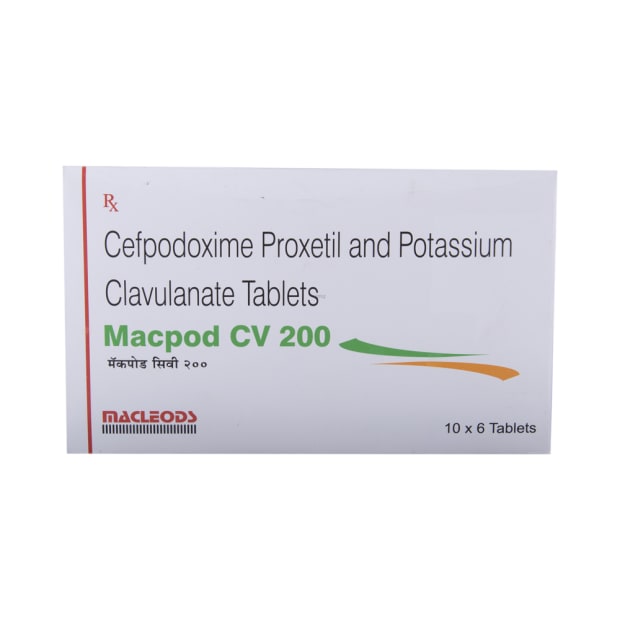 Rx
Cefpodoxime Proxetil and Potassium
Clavulanate Tablets
Macpod CV 200
मॅकपोड सिवी २००
MACLEODS
10 x 6 Tablets